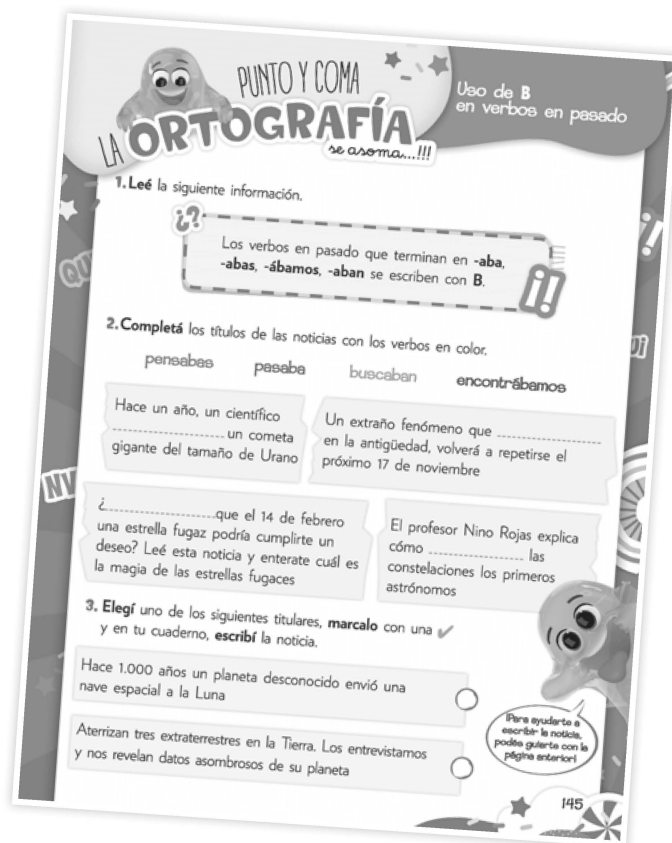 PUNTO Y COMA
LA ORTOGRAFÍA
se asoma...!!!
Uso de B
en verbos en pasado
1. Leé la siguiente información.
¿?
Los verbos en pasado que terminan en -aba,
-abas, -ábamos, -aban se escriben con B.
¡!
2. Completá los títulos de las noticias con los verbos en color.
pensabas pasaba buscaban encontrábamos
Hace un año, un científico
______ un cometa
gigante del tamaño de Urano
Un extraño fenómeno que ______
en la antigüedad, volverá a repetirse el
próximo 17 de noviembre
¿______que el 14 de febrero
una estrella fugaz podría cumplirte un
deseo? Leé esta noticia y enterate cuál es
la magia de las estrellas fugaces
El profesor Nino Rojas explica
cómo ______ las
constelaciones los primeros
astrónomos
3. Elegí uno de los siguientes titulares, marcalo con una ✓
y en tu cuaderno, escribí la noticia.
Hace 1.000 años un planeta desconocido envió una
nave espacial a la Luna
Aterrizan tres extraterrestres en la Tierra. Los entrevistamos
y nos revelan datos asombrosos de su planeta
¡Para ayudarte a
escribir la noticia,
podés guiarte con la
página anterior!
145